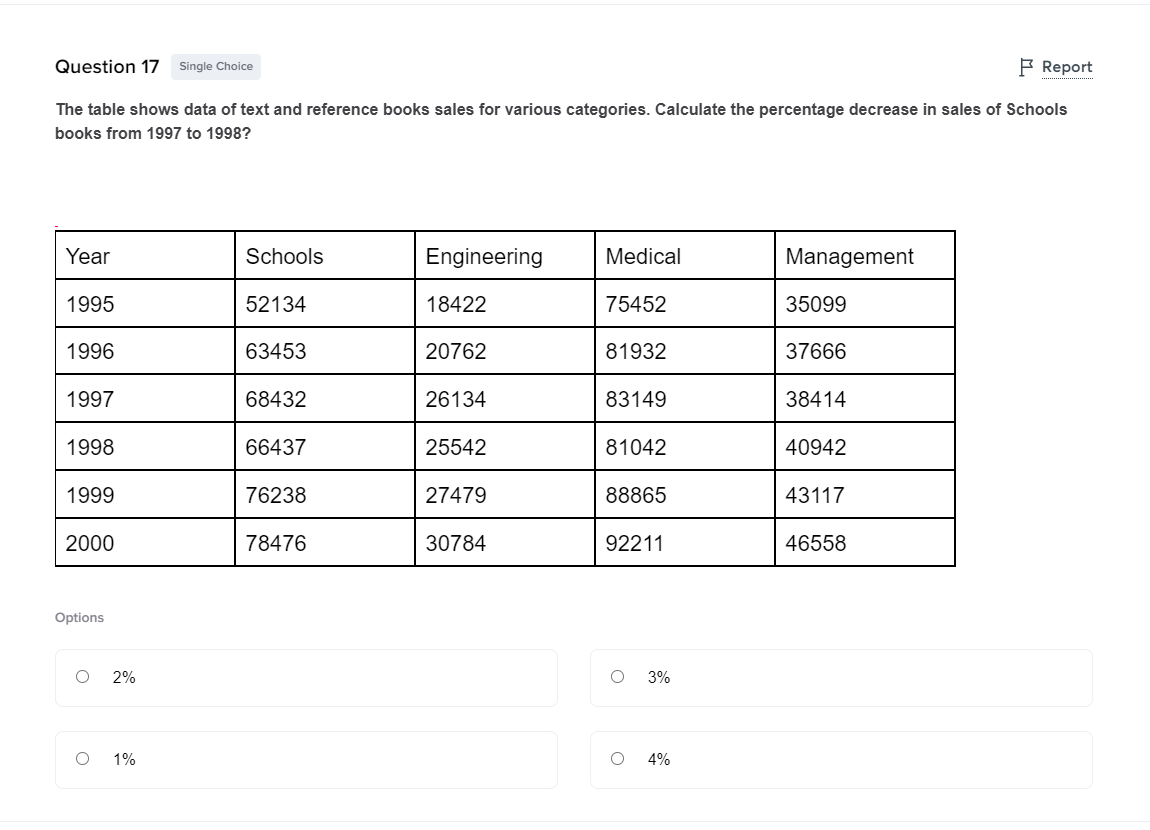 Question 17 Single Choice Report
The table shows data of text and reference books sales for various categories. Calculate the percentage decrease in sales of Schools
books from 1997 to 1998?
Year Schools Engineering Medical Management
1995 52134 18422 75452 35099
1996 63453 20762 81932 37666
1997 68432 26134 83149 38414
1998 66437 25542 81042 40942
1999 76238 27479 88865 43117
2000 78476 30784 92211 46558
Options
2% 3%
1% 4%